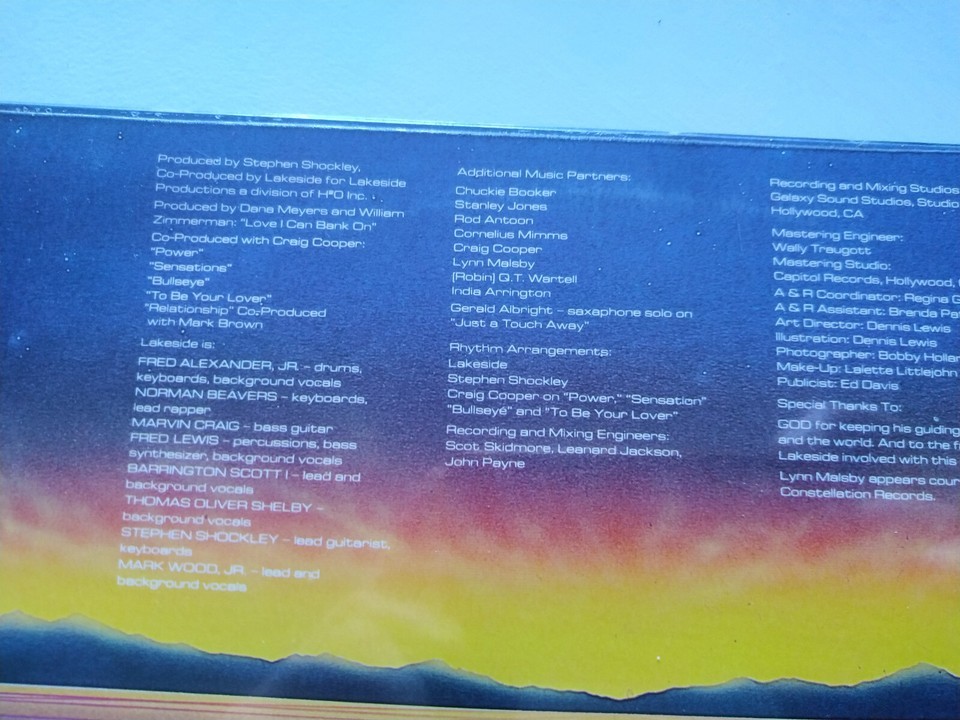 Produced by Stephen Shockley,
Co-Produced by Lakeside for Lakeside
Productions a division of H²O Inc.
Produced by Dana Meyers and William
Zimmerman: "Love I Can Bank On"
Co-Produced with Craig Cooper:
"Power"
"Sensations"
"Bullseye"
"To Be Your Lover"
"Relationship" Co-Produced
with Mark Brown
Lakeside is:
FRED ALEXANDER, JR. – drums,
keyboards, background vocals
NORMAN BEAVERS – keyboards,
lead rapper
MARVIN CRAIG – bass guitar
FRED LEWIS – percussions, bass
synthesizer, background vocals
BARRINGTON SCOTT I – lead and
background vocals
THOMAS OLIVER SHELBY –
background vocals
STEPHEN SHOCKLEY – lead guitarist,
keyboards
MARK WOOD, JR. – lead and
background vocals
Additional Music Partners:
Chuckie Booker
Stanley Jones
Rod Antoon
Cornelius Mimms
Craig Cooper
Lynn Malsby
(Robin) Q.T. Wartell
India Arrington
Gerald Albright – saxaphone solo on
"Just a Touch Away"
Rhythm Arrangements:
Lakeside
Stephen Shockley
Craig Cooper on "Power," "Sensation"
"Bullseye" and "To Be Your Lover"
Recording and Mixing Engineers:
Scot Skidmore, Leanard Jackson,
John Payne
Recording and Mixing Studios
Galaxy Sound Studios, Studio
Hollywood, CA
Mastering Engineer:
Wally Traugott
Mastering Studio:
Capitol Records, Hollywood,
A & R Coordinator: Regina
A & R Assistant: Brenda
Art Director: Dennis Lewis
Illustration: Dennis Lewis
Photographer: Bobby
Make-Up: Lalette Littlejohn
Publicist: Ed Davis
Special Thanks To:
GOD for keeping his guiding
and the world. And to the
Lakeside involved with this
Lynn Malsby appears
Constellation Records.